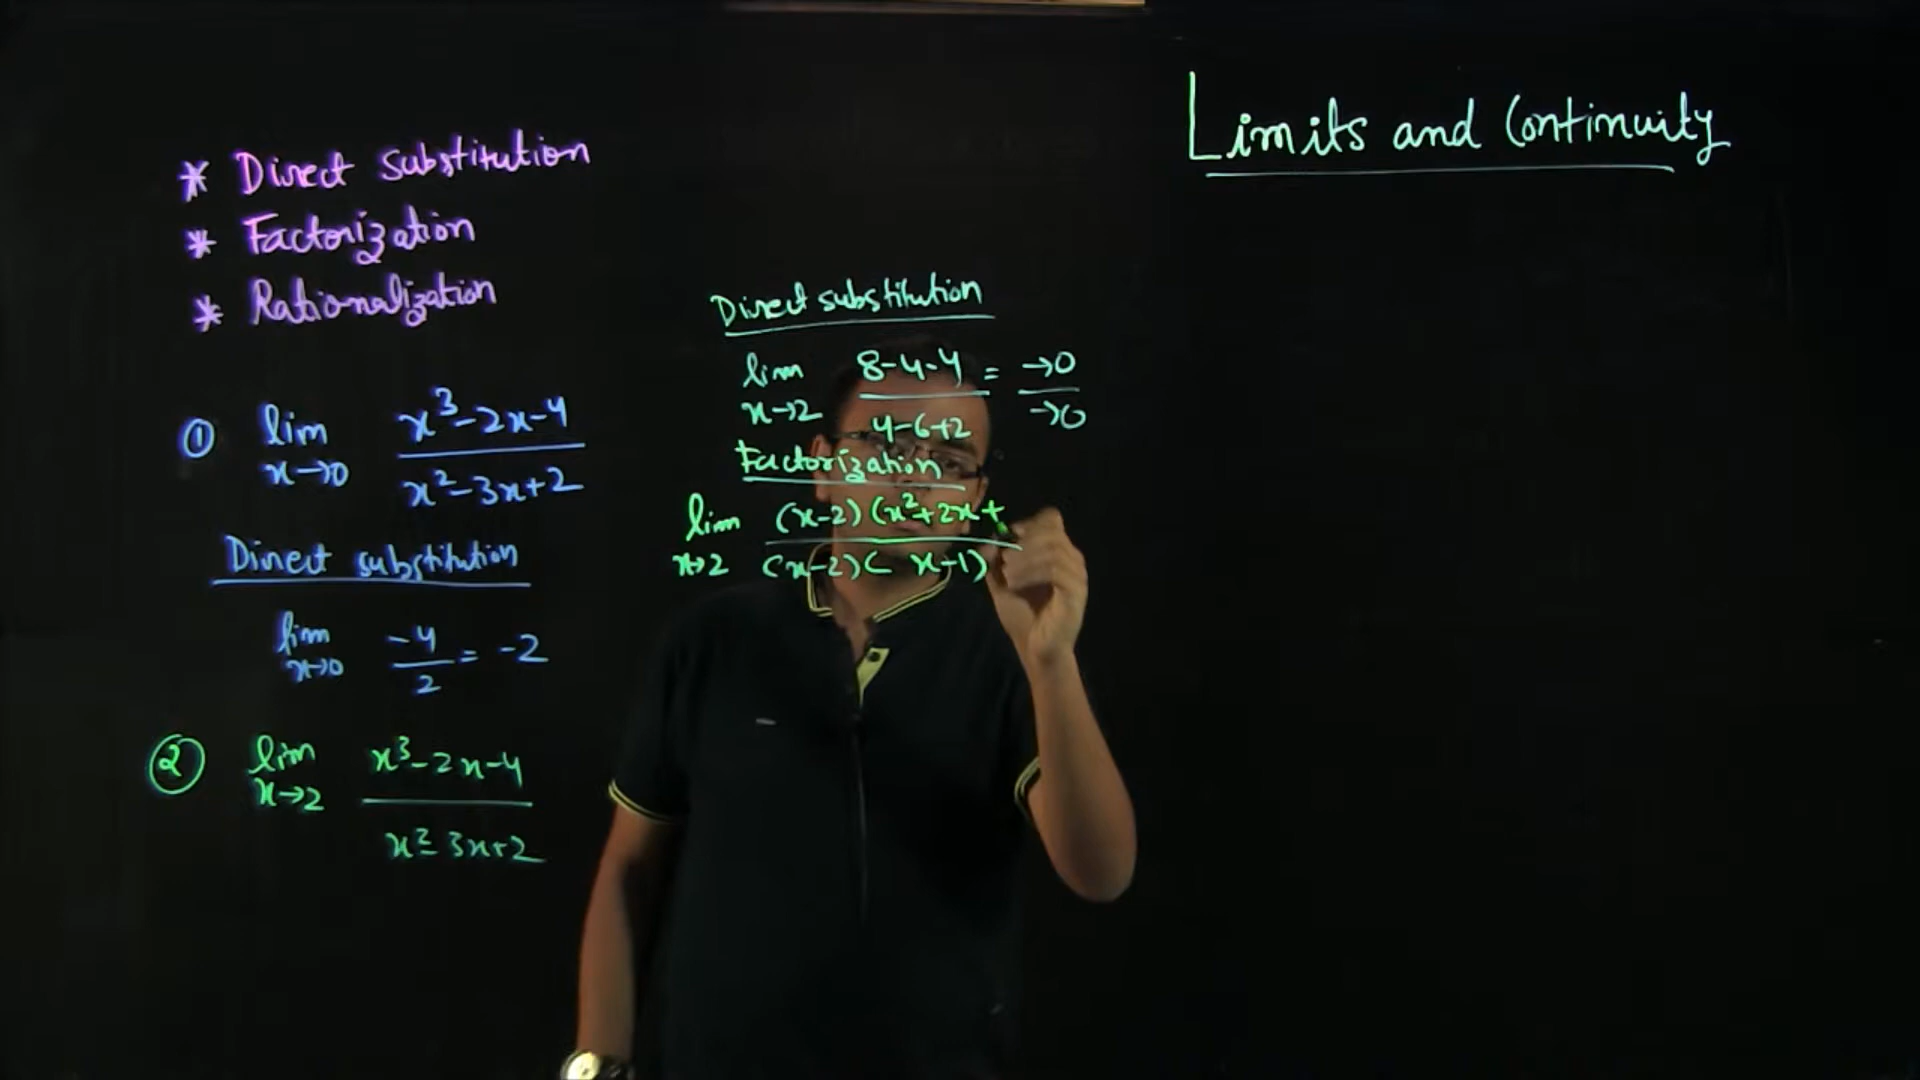 Limits and Continuity
* Direct substitution
* Factorization
* Rationalization
① lim x→0 (x³-2x-4)/(x²-3x+2)
Direct substitution
lim x→0 -4/2 = -2
② lim x→2 (x³-2x-4)/(x²-3x+2)
Direct substitution
lim x→2 (8-4-4)/(4-6+2) = →0/→0
Factorization
lim x→2 (x-2)(x²+2x+/(x-2)(x-1)